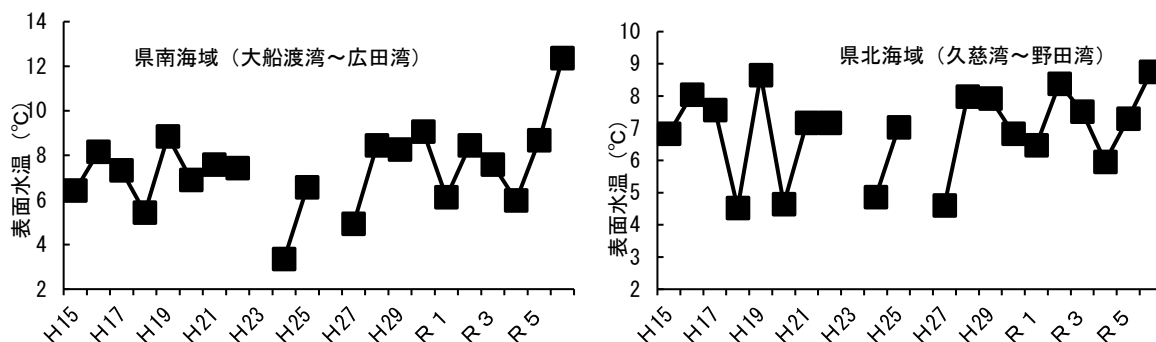 県南海域（大船渡湾～広田湾）
表面水温（℃）
14
12
10
8
6
4
2
H15
H17
H19
H21
H23
H25
H27
H29
R 1
R 3
R 5
県北海域（久慈湾～野田湾）
表面水温（℃）
10
9
8
7
6
5
4
3
2
H15
H17
H19
H21
H23
H25
H27
H29
R 1
R 3
R 5